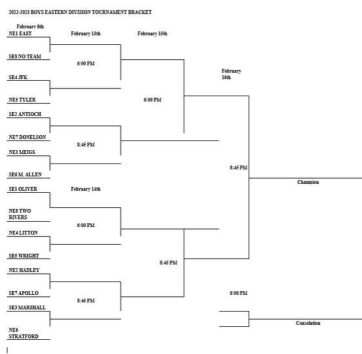 2022-2023 BOYS EASTERN DIVISION TOURNAMENT BRACKET
February 8th
NE1 EAST
February 13th
February 15th
SE8 NO TEAM
6:00 PM
February
16th
SE4 JFK
NE5 TYLER
6:00 PM
SE2 ANTIOCH
NE7 DONELSON
8:45 PM
NE3 MEIGS
8:45 PM
SE6 M. ALLEN
Champion
SE1 OLIVER
February 14th
NE8 TWO
RIVERS
6:00 PM
NE4 LITTON
SE5 WRIGHT
8:45 PM
NE2 HADLEY
SE7 APOLLO
8:45 PM
6:00 PM
SE3 MARSHALL
Consolation
NE6
STRATFORD